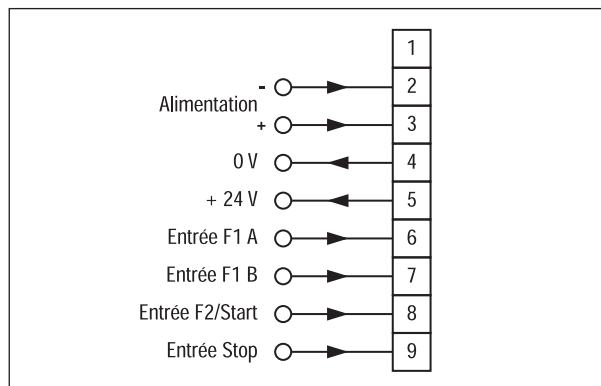 1
- 2
Alimentation
+ 3
0 V 4
+ 24 V 5
Entrée F1 A 6
Entrée F1 B 7
Entrée F2/Start 8
Entrée Stop 9